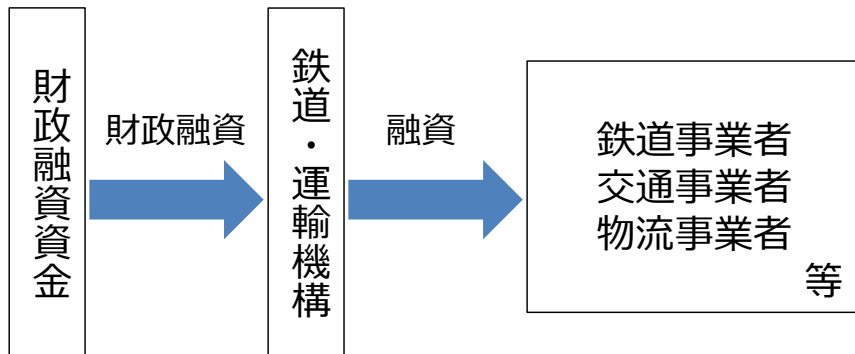 財政融資資金
財政融資
鉄道・運輸機構
融資
鉄道事業者
交通事業者
物流事業者
等